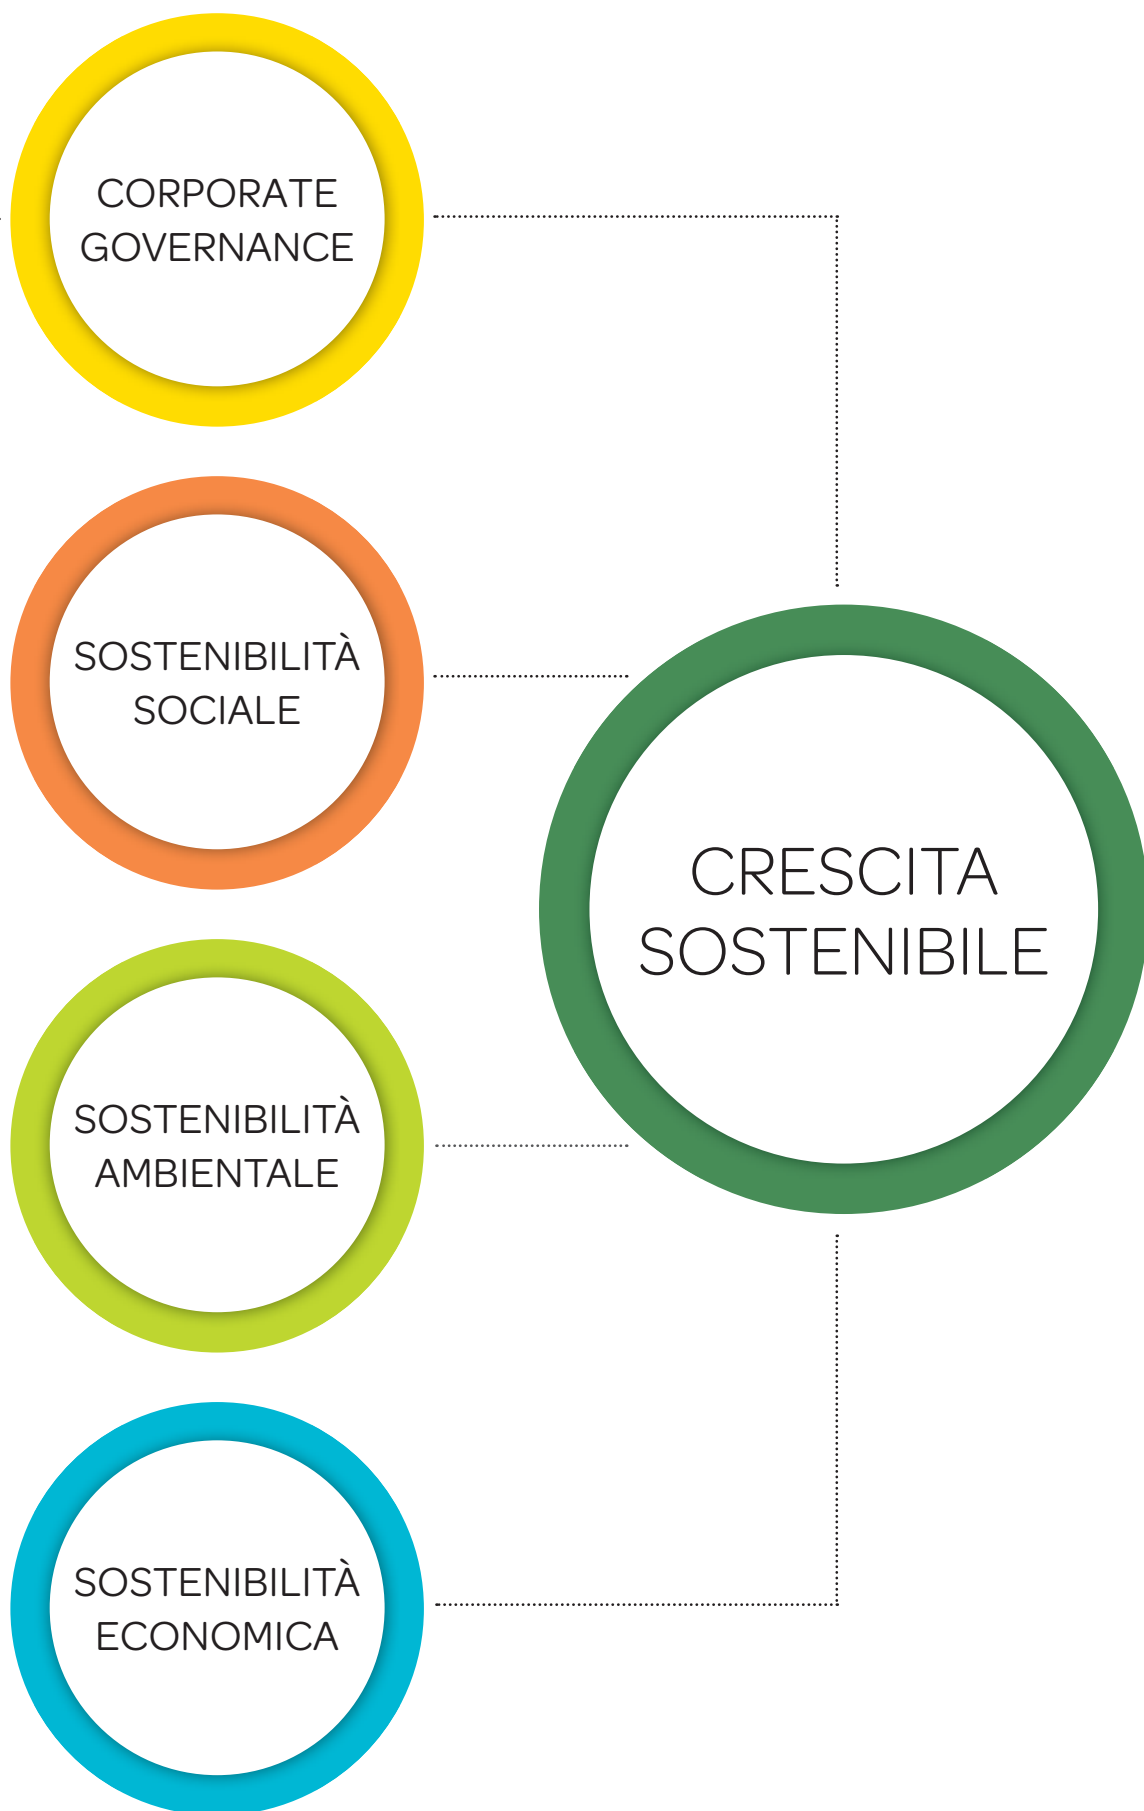 CORPORATE
GOVERNANCE
SOSTENIBILITÀ
SOCIALE
CRESCITA
SOSTENIBILE
SOSTENIBILITÀ
AMBIENTALE
SOSTENIBILITÀ
ECONOMICA